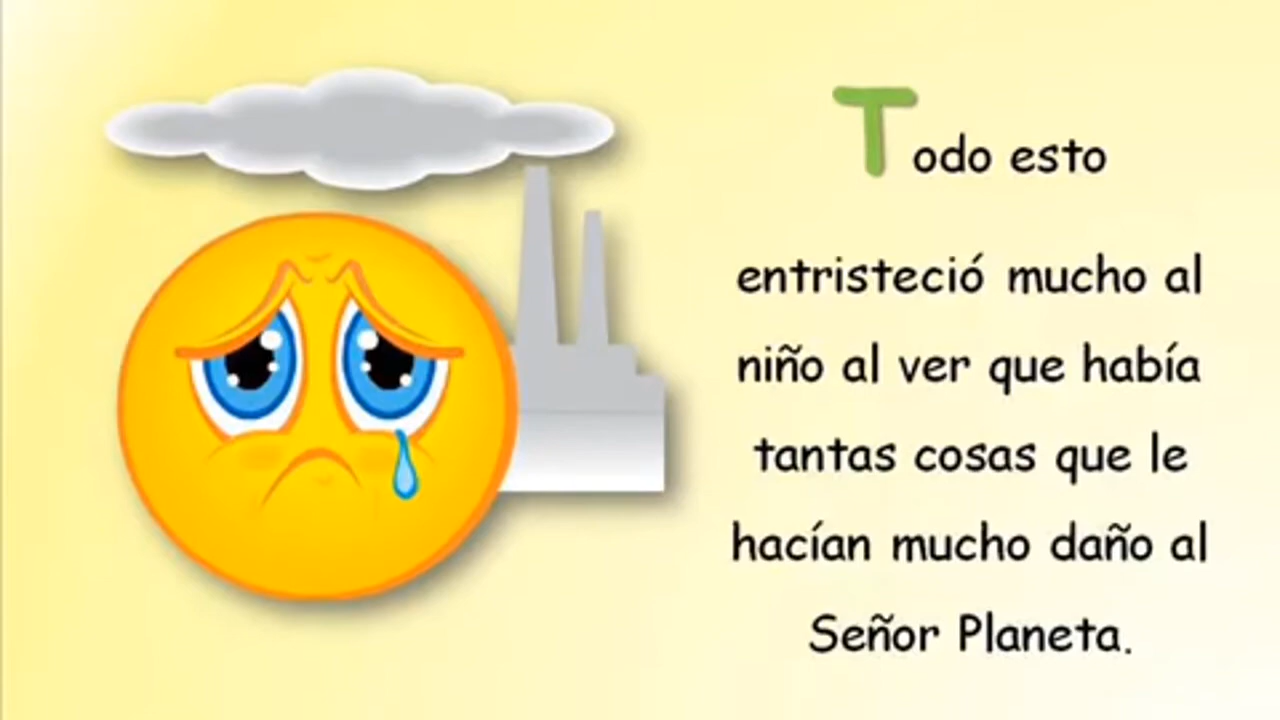 Todo esto
entristeció mucho al
niño al ver que había
tantas cosas que le
hacían mucho daño al
Señor Planeta.